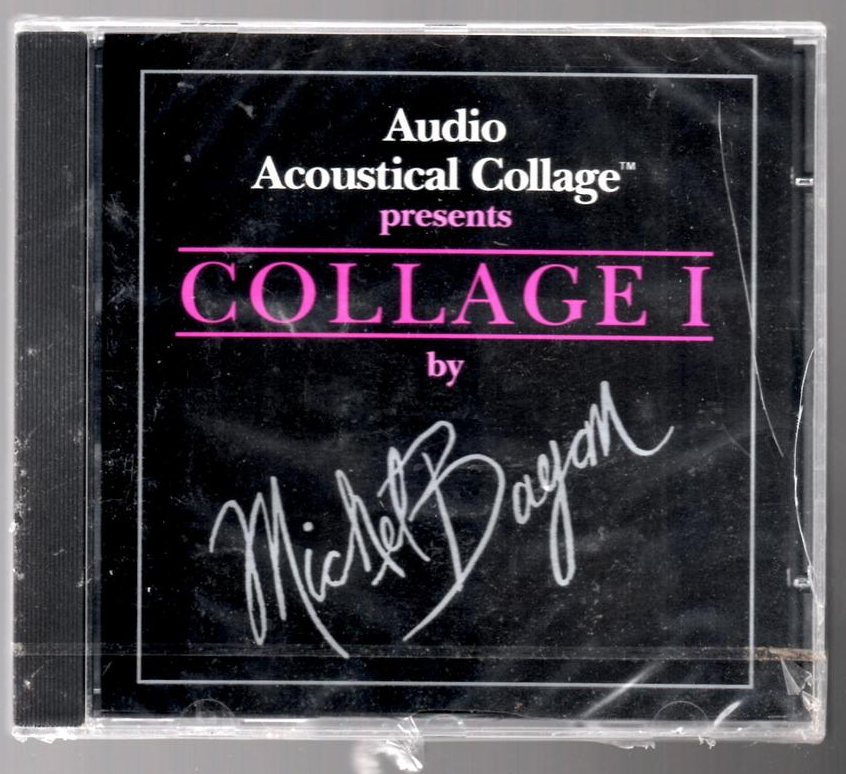 Audio
Acoustical Collage™
presents
COLLAGE I
by
Michel Bayan